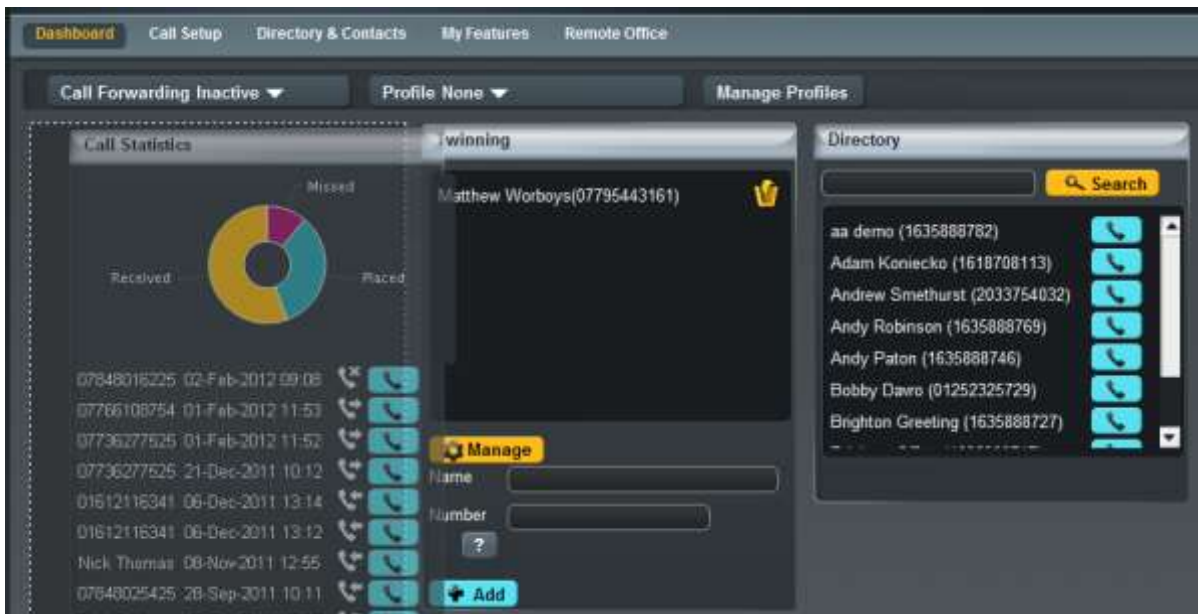 Dashboard Call Setup Directory & Contacts My Features Remote Office
Call Forwarding Inactive Profile None Manage Profiles
Call Statistics
Missed
Received
Placed
07848016225 02-Feb-2012 09:08
07766108754 01-Feb-2012 11:53
07736277625 01-Feb-2012 11:52
07736277625 21-Dec-2011 10:12
01612116341 06-Dec-2011 13:14
01612116341 06-Dec-2011 13:12
Nick Thomas 08-Nov-2011 12:55
07848025425 28-Sep-2011 10:11
Twinning
Matthew Worboys(07795443161)
Manage
Name
Number
?
Add
Directory
Search
aa demo (1635888782)
Adam Koniecko (1618708113)
Andrew Smethurst (2033754032)
Andy Robinson (1635888769)
Andy Paton (1635888746)
Bobby Dawro (01252325729)
Brighton Greeting (1635888727)